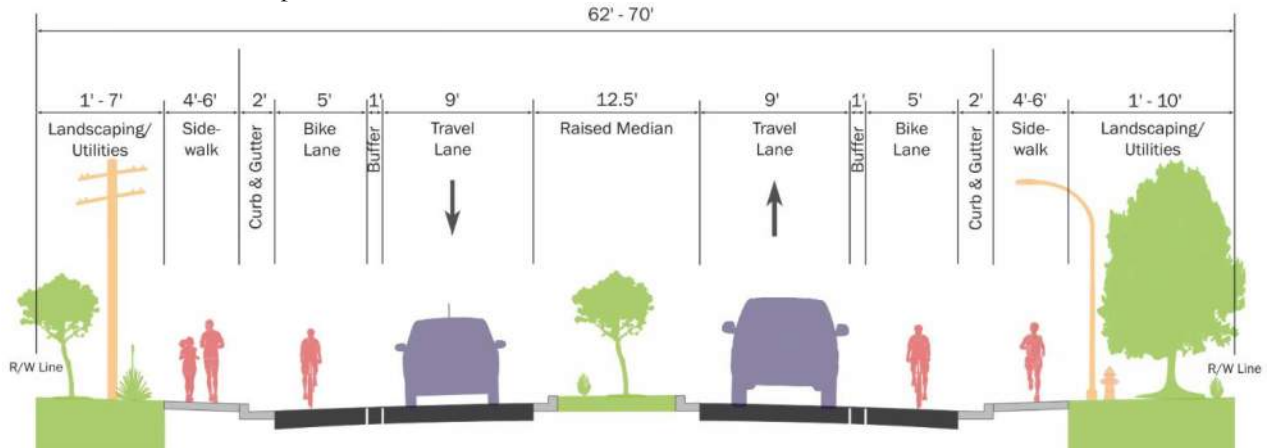 62' - 70'
1' - 7'
4'-6'
2'
5'
1'
9'
12.5'
9'
1'
5'
2'
4'-6'
1' - 10'
Landscaping/
Utilities
Side-
walk
Curb & Gutter
Bike
Lane
Buffer
Travel
Lane
Raised Median
Travel
Lane
Buffer
Bike
Lane
Curb & Gutter
Side-
walk
Landscaping/
Utilities
R/W Line
R/W Line